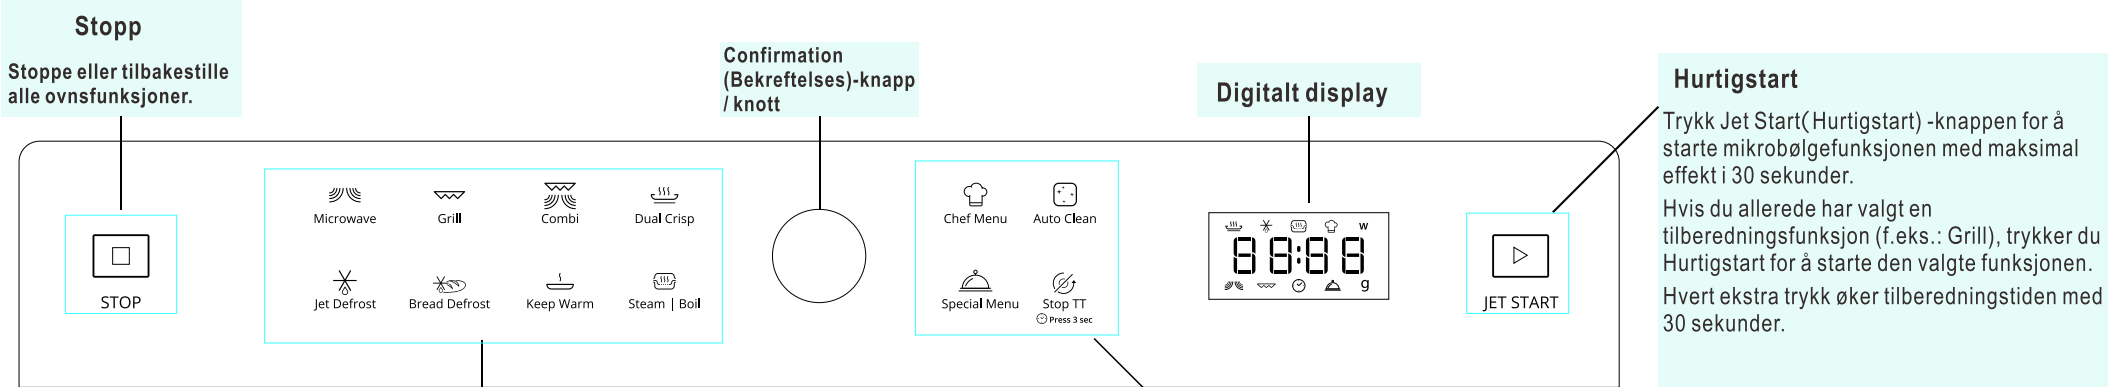 Stopp
Stoppe eller tilbakestille
alle ovnsfunksjoner.
Confirmation
(Bekreftelses)-knapp
/ knott
Digitalt display
Hurtigstart
Trykk Jet Start(Hurtigstart) -knappen for å
starte mikrobølgefunksjonen med maksimal
effekt i 30 sekunder.
Hvis du allerede har valgt en
tilberedningsfunksjon (f.eks.: Grill), trykker du
Hurtigstart for å starte den valgte funksjonen.
Hvert ekstra trykk øker tilberedningstiden med
30 sekunder.
STOP
Microwave
Grill
Combi
Dual Crisp
Jet Defrost
Bread Defrost
Keep Warm
Steam | Boil
Chef Menu
Auto Clean
Special Menu
Stop TT
Press 3 sec
W
88:88
g
JET START